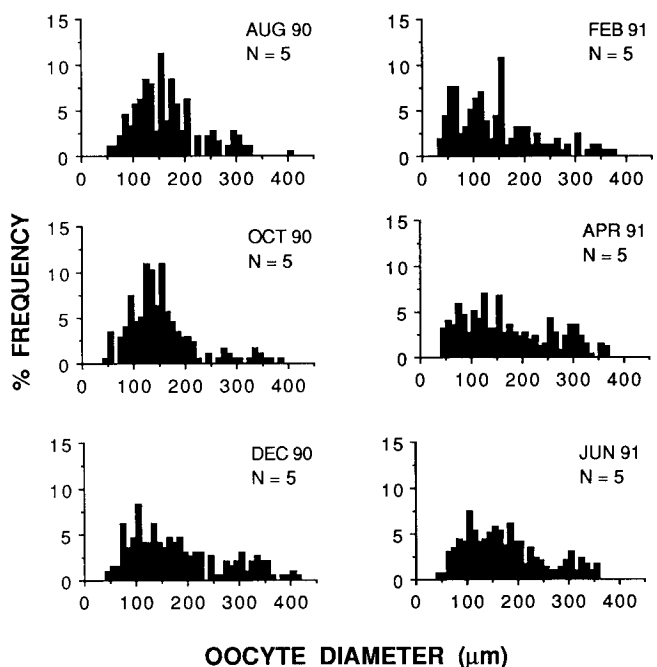 15
10
5
0
0 100 200 300 400
AUG 90
N = 5
15
10
5
0
0 100 200 300 400
FEB 91
N = 5
15
10
5
0
0 100 200 300 400
OCT 90
N = 5
15
10
5
0
0 100 200 300 400
APR 91
N = 5
15
10
5
0
0 100 200 300 400
DEC 90
N = 5
15
10
5
0
0 100 200 300 400
JUN 91
N = 5
% FREQUENCY
OOCYTE DIAMETER (μm)